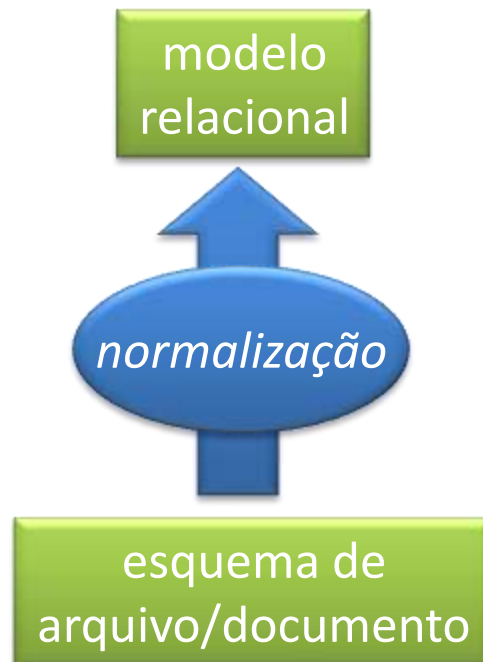 modelo
relacional
normalização
esquema de
arquivo/documento